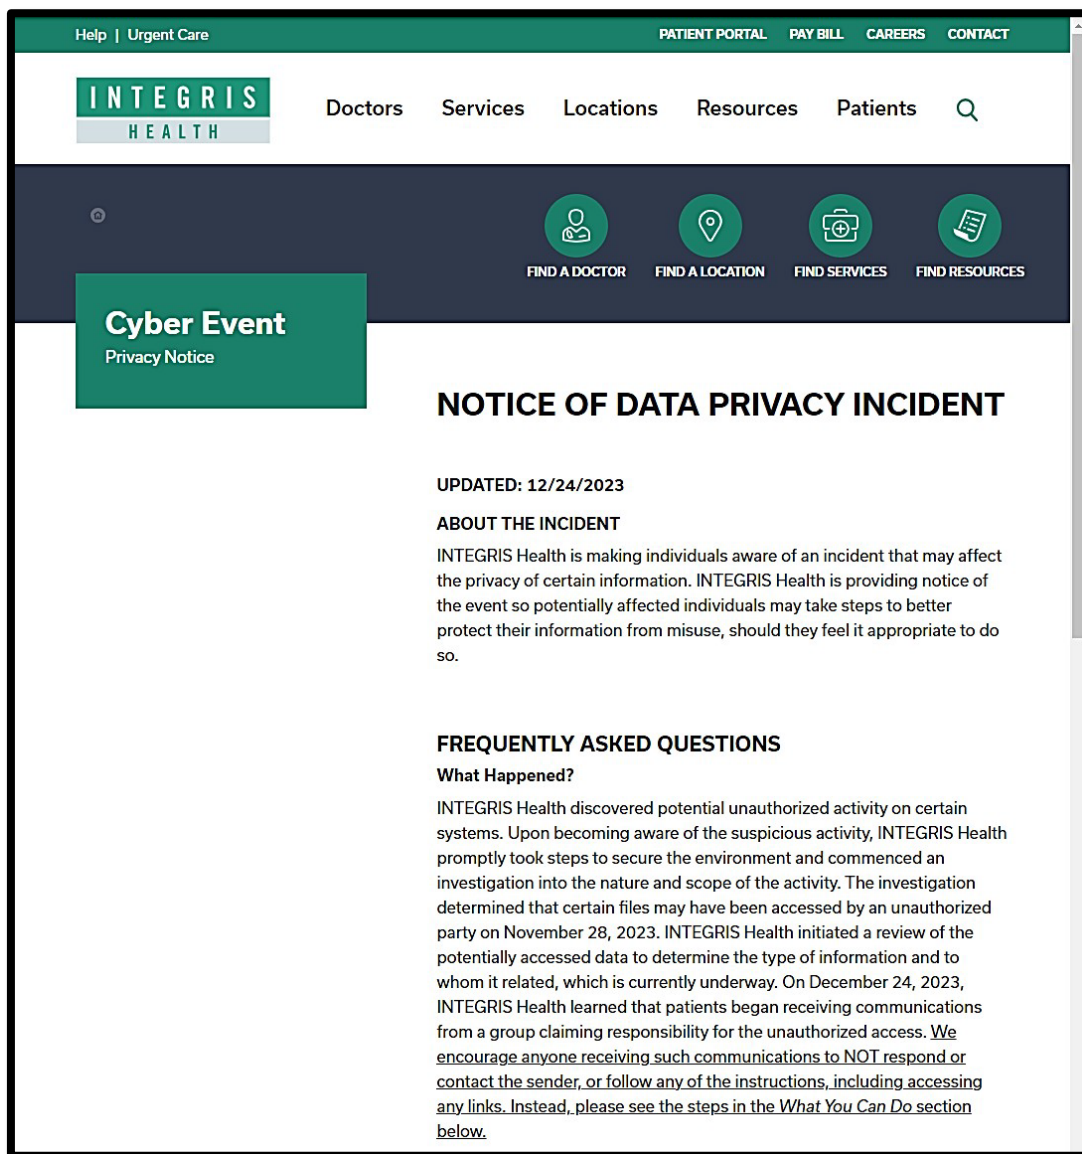 Help | Urgent Care
PATIENT PORTAL PAY BILL CAREERS CONTACT
INTEGRIS
HEALTH
Doctors Services Locations Resources Patients
FIND A DOCTOR FIND A LOCATION FIND SERVICES FIND RESOURCES
Cyber Event
Privacy Notice
NOTICE OF DATA PRIVACY INCIDENT
UPDATED: 12/24/2023
ABOUT THE INCIDENT
INTEGRIS Health is making individuals aware of an incident that may affect
the privacy of certain information. INTEGRIS Health is providing notice of
the event so potentially affected individuals may take steps to better
protect their information from misuse, should they feel it appropriate to do
so.
FREQUENTLY ASKED QUESTIONS
What Happened?
INTEGRIS Health discovered potential unauthorized activity on certain
systems. Upon becoming aware of the suspicious activity, INTEGRIS Health
promptly took steps to secure the environment and commenced an
investigation into the nature and scope of the activity. The investigation
determined that certain files may have been accessed by an unauthorized
party on November 28, 2023. INTEGRIS Health initiated a review of the
potentially accessed data to determine the type of information and to
whom it related, which is currently underway. On December 24, 2023,
INTEGRIS Health learned that patients began receiving communications
from a group claiming responsibility for the unauthorized access. We
encourage anyone receiving such communications to NOT respond or
contact the sender, or follow any of the instructions, including accessing
any links. Instead, please see the steps in the What You Can Do section
below.